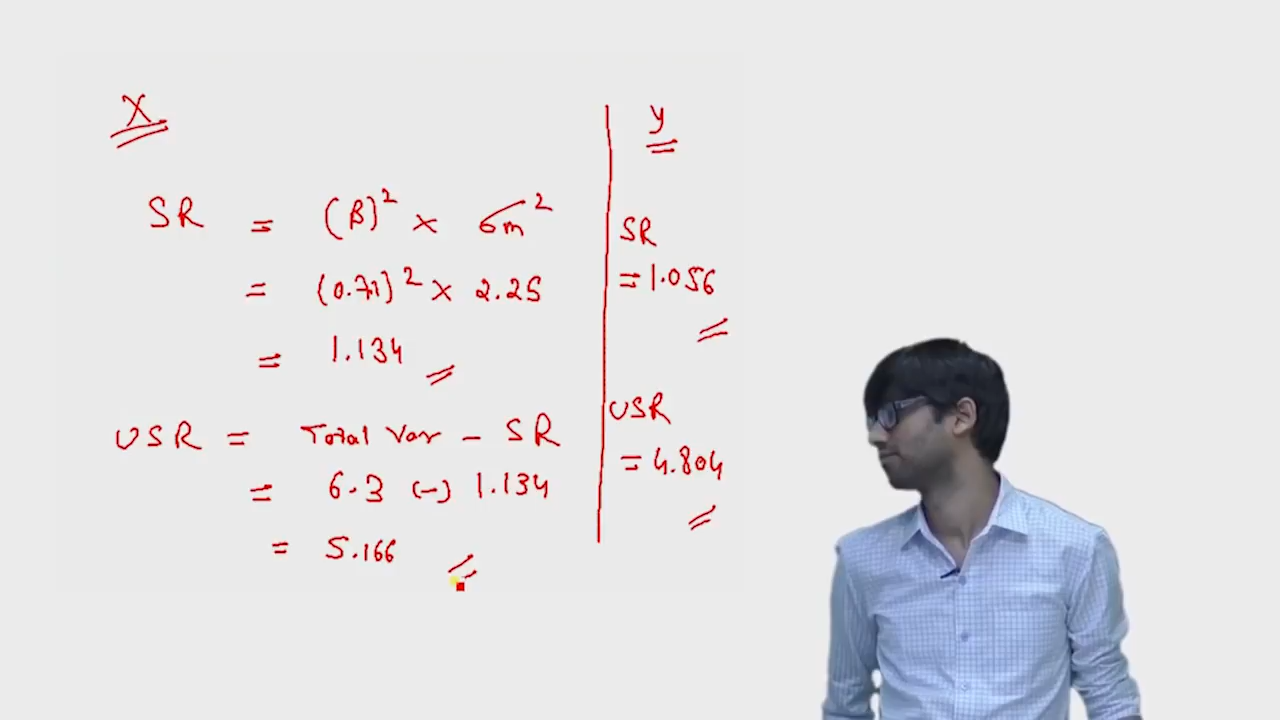 X
SR = (β)² × σm²
= (0.71)² × 2.25
= 1.134
USR = Total Var – SR
= 6.3 (–) 1.134
= 5.166
y
SR
= 1.056
USR
= 4.804